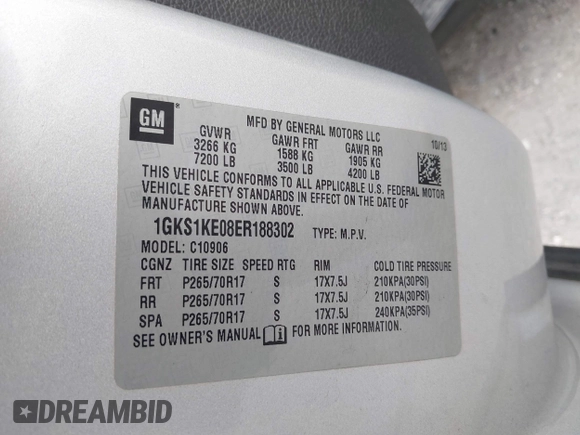 GM ®
MFD BY GENERAL MOTORS LLC
10/13
GVWR GAWR FRT GAWR RR
3266 KG 1588 KG 1905 KG
7200 LB 3500 LB 4200 LB
THIS VEHICLE CONFORMS TO ALL APPLICABLE U.S. FEDERAL MOTOR
VEHICLE SAFETY STANDARDS IN EFFECT ON THE DATE OF
MANUFACTURE SHOWN ABOVE.
1GKS1KE08ER188302 TYPE: M.P.V.
MODEL: C10906
CGNZ TIRE SIZE SPEED RTG RIM COLD TIRE PRESSURE
FRT P265/70R17 S 17X7.5J 210KPA(30PSI)
RR P265/70R17 S 17X7.5J 210KPA(30PSI)
SPA P265/70R17 S 17X7.5J 240KPA(35PSI)
SEE OWNER'S MANUAL FOR MORE INFORMATION.
DREAMBID